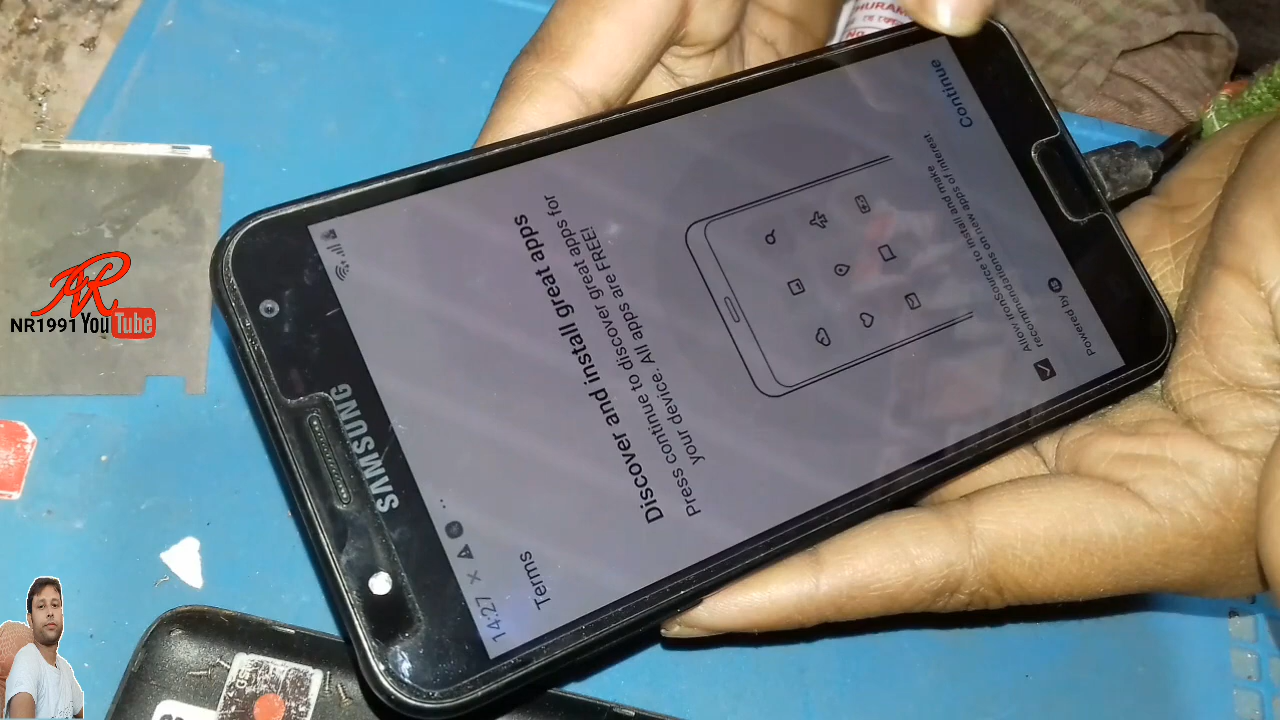 14:27
Terms
Discover and install great apps
Press continue to discover great apps for
your device. All apps are FREE!
Allow ironSource to install and make
recommendations on new apps of interest.
Powered by
Continue
SAMSUNG
NR1991 YouTube